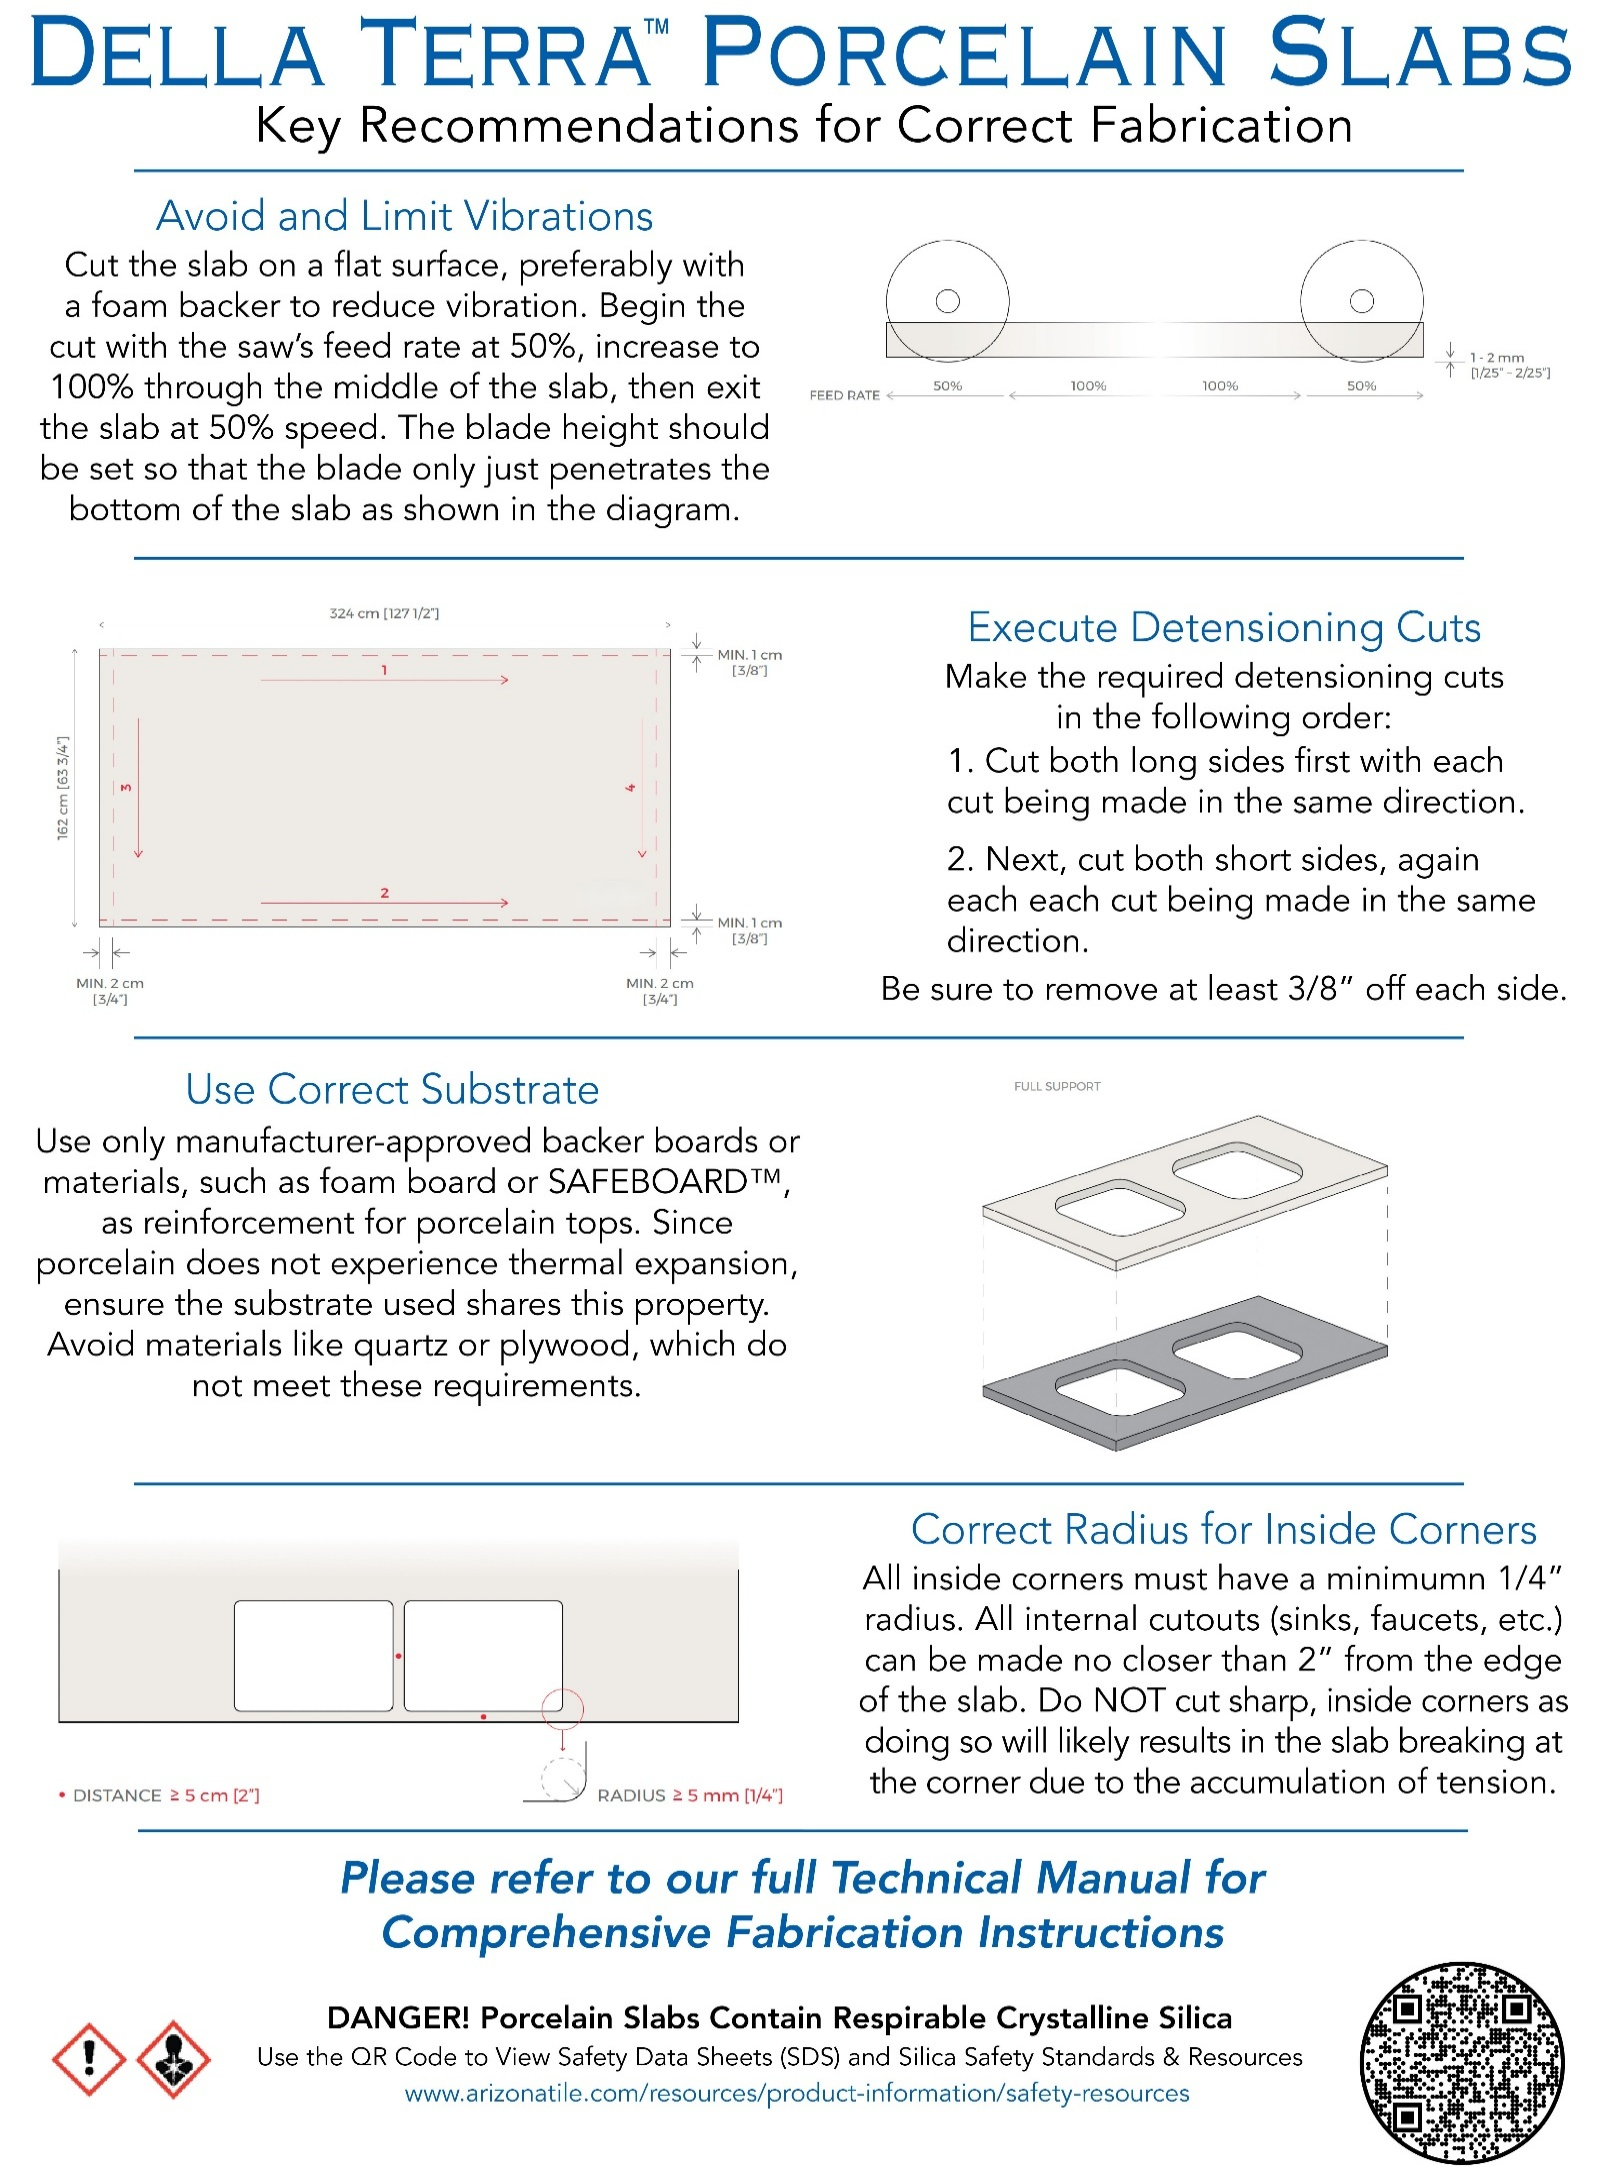 DELLA TERRA™ PORCELAIN SLABS
Key Recommendations for Correct Fabrication
Avoid and Limit Vibrations
Cut the slab on a flat surface, preferably with
a foam backer to reduce vibration. Begin the
cut with the saw's feed rate at 50%, increase to
100% through the middle of the slab, then exit
the slab at 50% speed. The blade height should
be set so that the blade only just penetrates the
bottom of the slab as shown in the diagram.
1 - 2 mm
[1/25" - 2/25"]
FEED RATE
50%
100%
100%
50%
324 cm [127 1/2"]
162 cm [63 3/4"]
1
2
3
4
MIN. 1 cm
[3/8"]
MIN. 1 cm
[3/8"]
MIN. 2 cm
[3/4"]
MIN. 2 cm
[3/4"]
Execute Detensioning Cuts
Make the required detensioning cuts
in the following order:
1. Cut both long sides first with each
cut being made in the same direction.
2. Next, cut both short sides, again
each each cut being made in the same
direction.
Be sure to remove at least 3/8" off each side.
Use Correct Substrate
Use only manufacturer-approved backer boards or
materials, such as foam board or SAFEBOARD™,
as reinforcement for porcelain tops. Since
porcelain does not experience thermal expansion,
ensure the substrate used shares this property.
Avoid materials like quartz or plywood, which do
not meet these requirements.
FULL SUPPORT
• DISTANCE ≥ 5 cm [2"]
RADIUS ≥ 5 mm [1/4"]
Correct Radius for Inside Corners
All inside corners must have a minimumn 1/4"
radius. All internal cutouts (sinks, faucets, etc.)
can be made no closer than 2" from the edge
of the slab. Do NOT cut sharp, inside corners as
doing so will likely results in the slab breaking at
the corner due to the accumulation of tension.
Please refer to our full Technical Manual for
Comprehensive Fabrication Instructions
DANGER! Porcelain Slabs Contain Respirable Crystalline Silica
Use the QR Code to View Safety Data Sheets (SDS) and Silica Safety Standards & Resources
www.arizonatile.com/resources/product-information/safety-resources